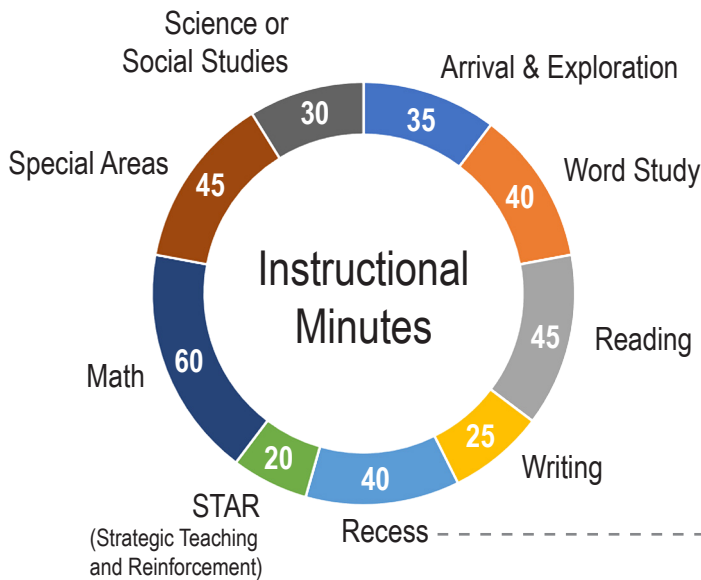 Science or
Social Studies
Arrival & Exploration
30
35
Special Areas
45
40
Word Study
Instructional
Minutes
45
Reading
Math
60
25
Writing
20
40
STAR
(Strategic Teaching
and Reinforcement)
Recess